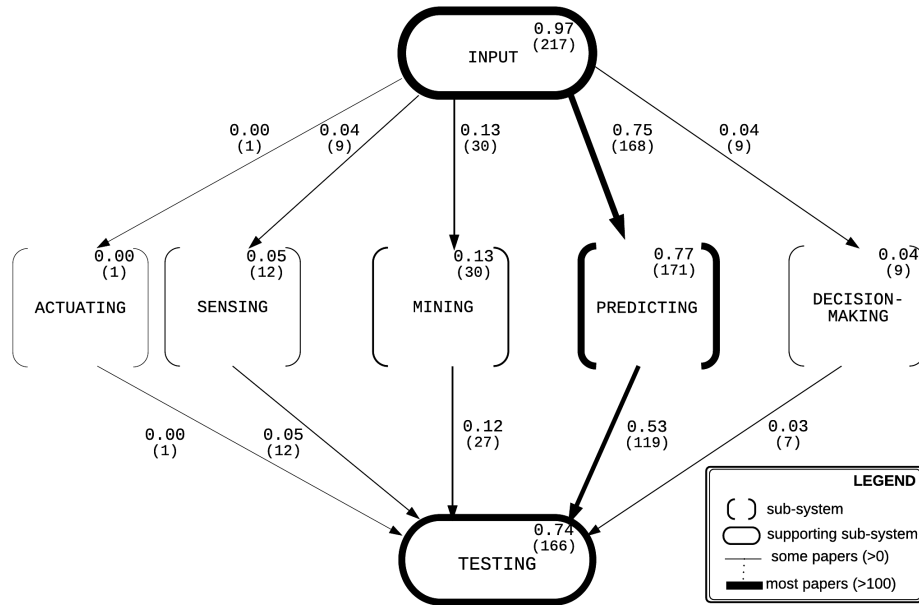 0.97
(217)
INPUT
0.00
(1)
0.04
(9)
0.13
(30)
0.75
(168)
0.04
(9)
0.00
(1)
ACTUATING
0.05
(12)
SENSING
0.13
(30)
MINING
0.77
(171)
PREDICTING
0.04
(9)
DECISION-
MAKING
0.00
(1)
0.05
(12)
0.12
(27)
0.53
(119)
0.03
(7)
0.74
(166)
TESTING
LEGEND
sub-system
supporting sub-system
some papers (>0)
most papers (>100)